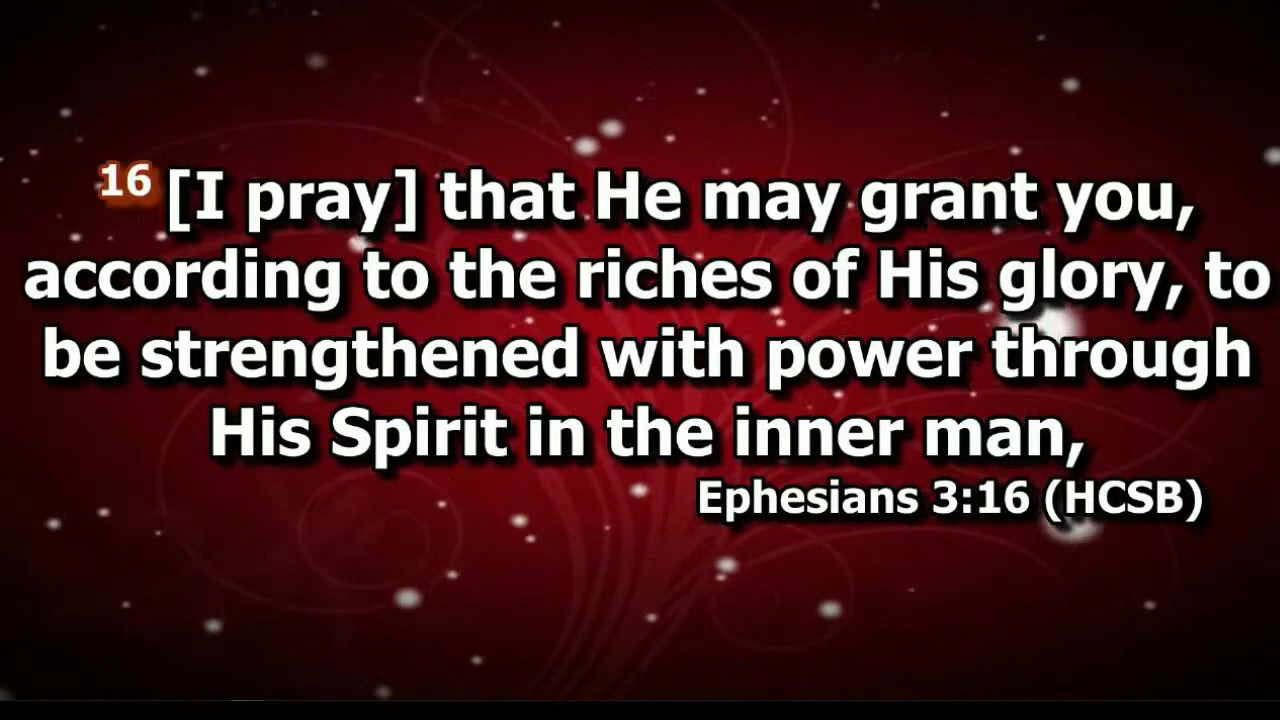 16 [I pray] that He may grant you,
according to the riches of His glory, to
be strengthened with power through
His Spirit in the inner man,
Ephesians 3:16 (HCSB)